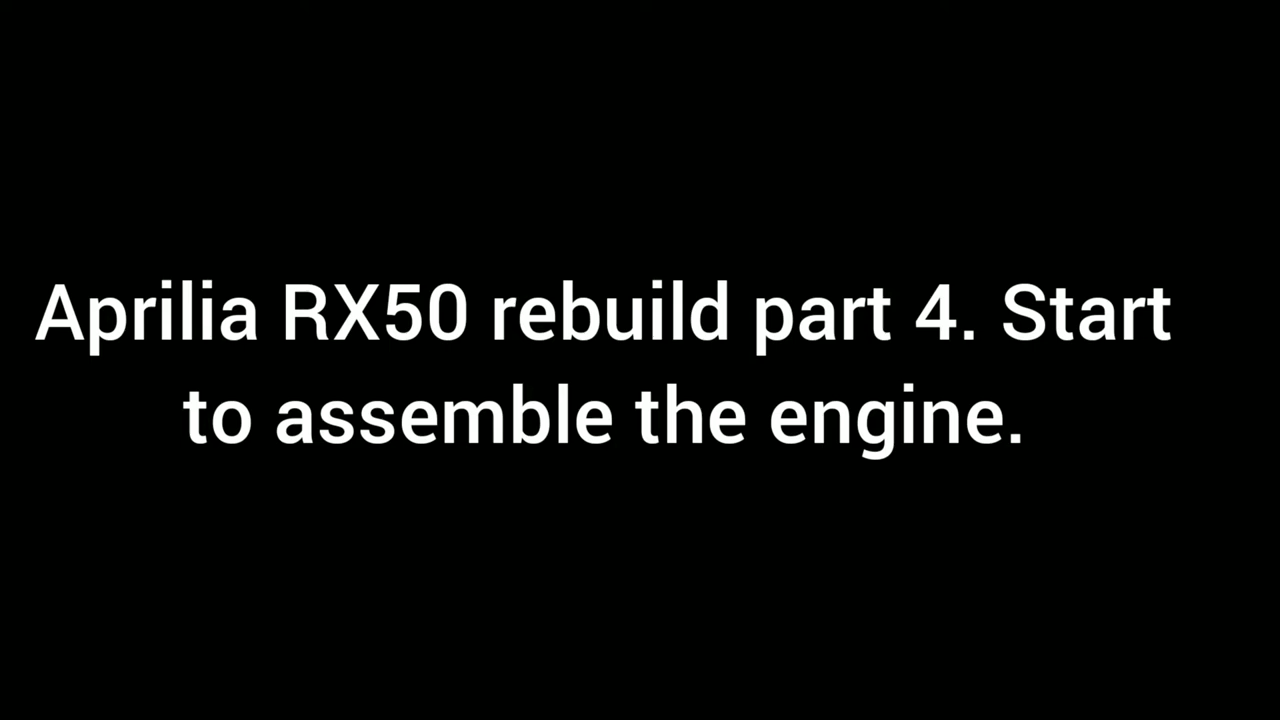 Aprilia RX50 rebuild part 4. Start
to assemble the engine.